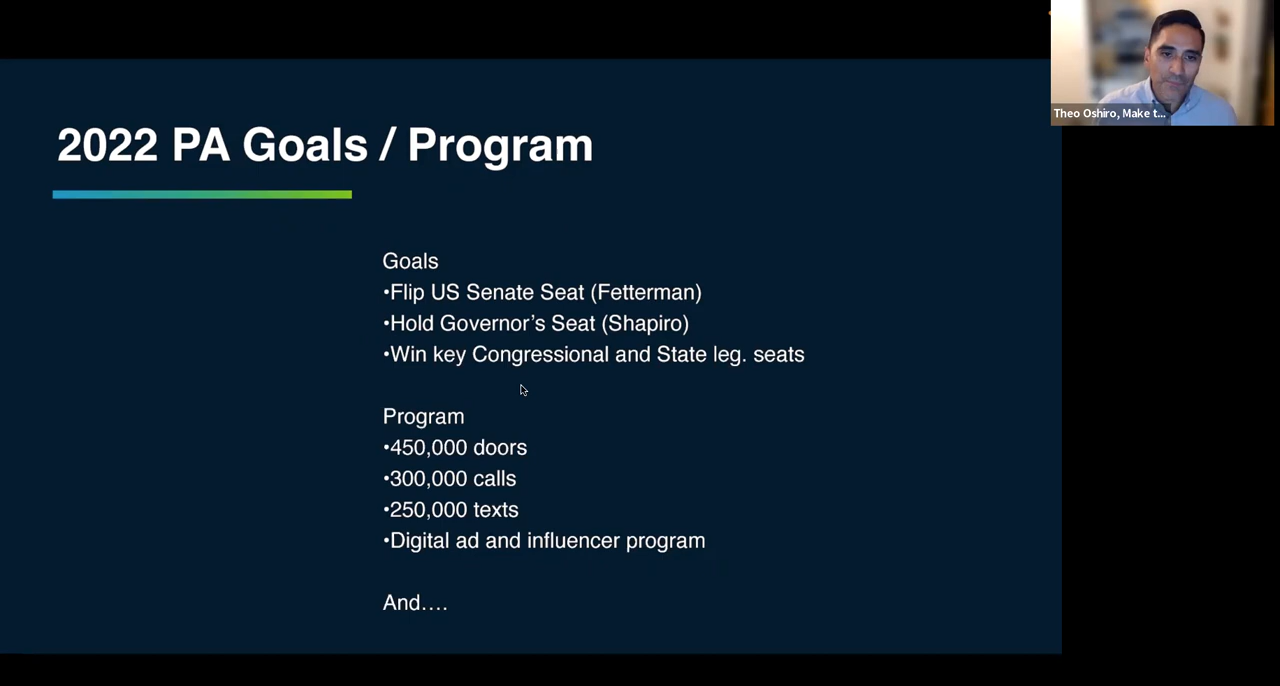 2022 PA Goals / Program
Theo Oshiro, Make t...
Goals
•Flip US Senate Seat (Fetterman)
•Hold Governor’s Seat (Shapiro)
•Win key Congressional and State leg. seats
Program
•450,000 doors
•300,000 calls
•250,000 texts
•Digital ad and influencer program
And….